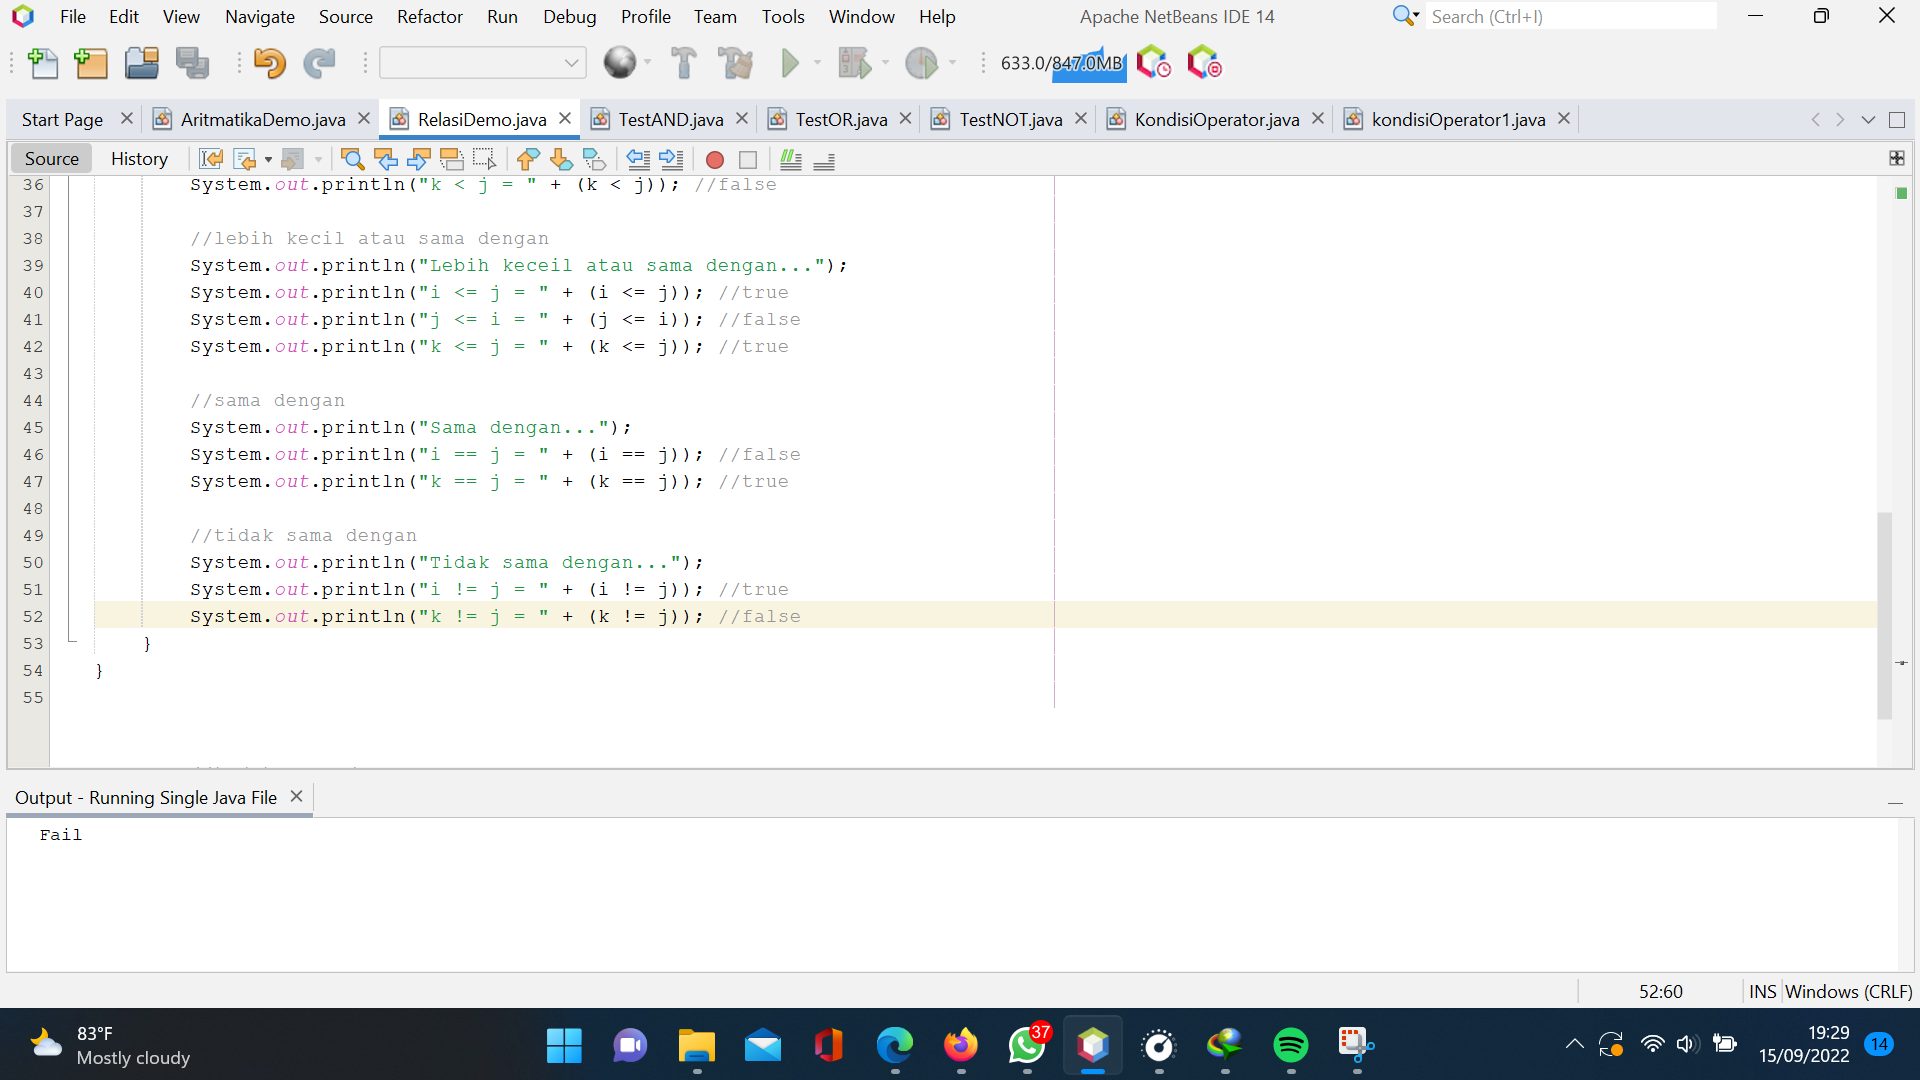 File Edit View Navigate Source Refactor Run Debug Profile Team Tools Window Help Apache NetBeans IDE 14 Search (Ctrl+I)
633.0/847.0MB
Start Page AritmatikaDemo.java RelasiDemo.java TestAND.java TestOR.java TestNOT.java KondisiOperator.java kondisiOperator1.java
Source History
36 System.out.println("k < j = " + (k < j)); //false
37
38 //lebih kecil atau sama dengan
39 System.out.println("Lebih keceil atau sama dengan...");
40 System.out.println("i <= j = " + (i <= j)); //true
41 System.out.println("j <= i = " + (j <= i)); //false
42 System.out.println("k <= j = " + (k <= j)); //true
43
44 //sama dengan
45 System.out.println("Sama dengan...");
46 System.out.println("i == j = " + (i == j)); //false
47 System.out.println("k == j = " + (k == j)); //true
48
49 //tidak sama dengan
50 System.out.println("Tidak sama dengan...");
51 System.out.println("i != j = " + (i != j)); //true
52 System.out.println("k != j = " + (k != j)); //false
53 }
54 }
55
Output - Running Single Java File
Fail
52:60 INS Windows (CRLF)
83°F
Mostly cloudy
37
19:29
15/09/2022
14